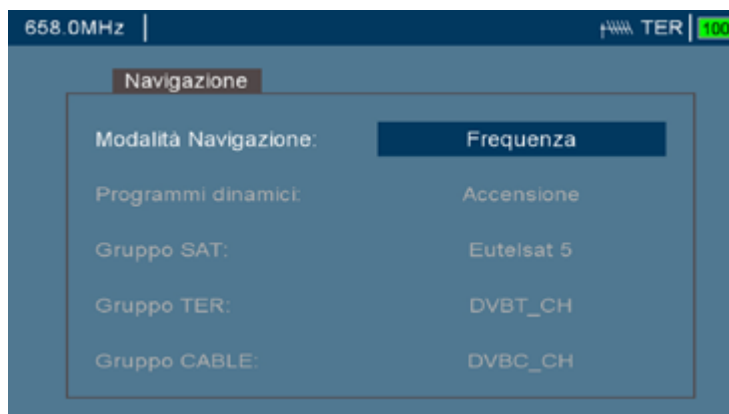 658.0MHz TER 100
Navigazione
Modalità Navigazione: Frequenza
Programmi dinamici: Accensione
Gruppo SAT: Eutelsat 5
Gruppo TER: DVBT_CH
Gruppo CABLE: DVBC_CH